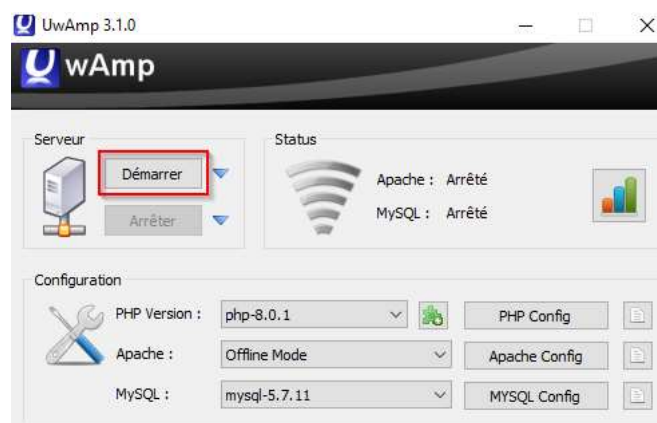 UwAmp 3.1.0
UwAmp
Serveur
Démarrer
Arrêter
Status
Apache : Arrêté
MySQL : Arrêté
Configuration
PHP Version : php-8.0.1 PHP Config
Apache : Offline Mode Apache Config
MySQL : mysql-5.7.11 MYSQL Config